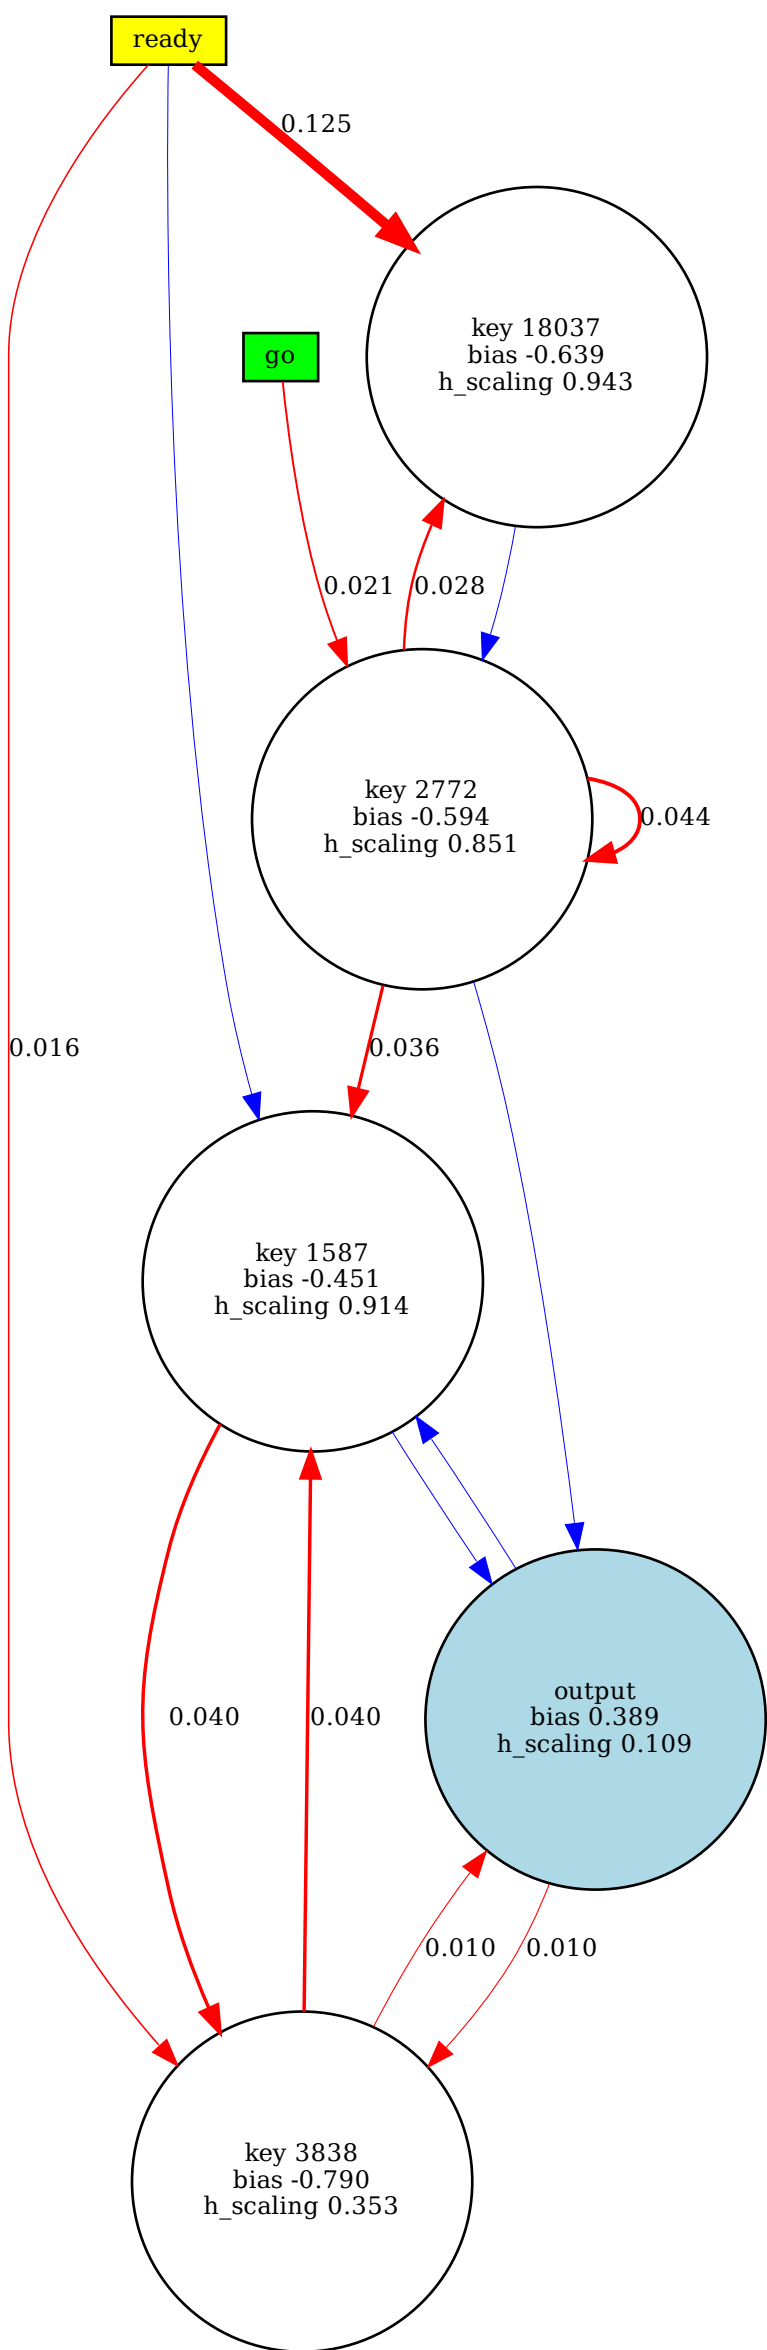 ready
0.125
key 18037
bias -0.639
h_scaling 0.943
go
0.021
0.028
key 2772
bias -0.594
h_scaling 0.851
0.044
0.016
0.036
key 1587
bias -0.451
h_scaling 0.914
output
bias 0.389
h_scaling 0.109
0.040
0.040
0.010
0.010
key 3838
bias -0.790
h_scaling 0.353